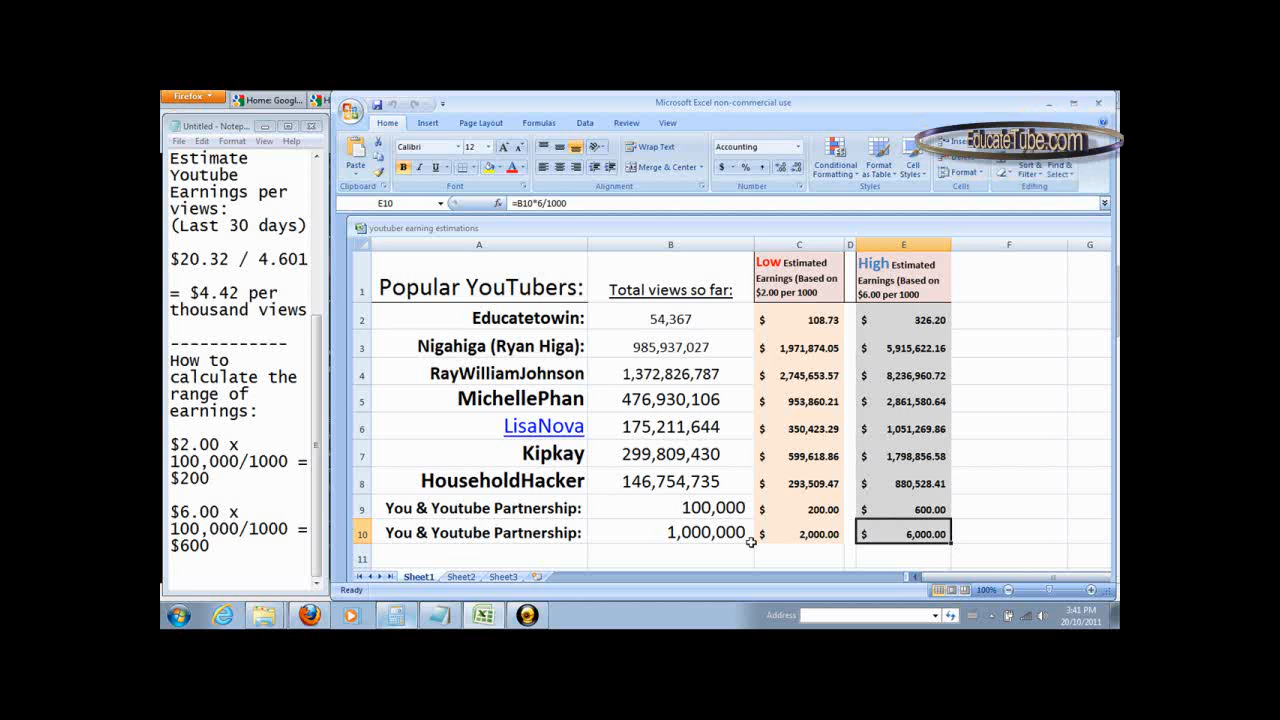 Firefox
Home: Googl...
H
Microsoft Excel non-commercial use
Untitled - Notep...
File Edit Format View Help
Home Insert Page Layout Formulas Data Review View
EducateTube.com
Paste
Clipboard
Calibri 12
B I U
Font
Wrap Text
Merge & Center
Alignment
Accounting
$ % ,
Number
Conditional Formatting
Format as Table
Cell Styles
Styles
Format
Cells
Sort & Filter
Find & Select
Editing
E10 fx =B10*6/1000
youtuber earning estimations
Estimate
Youtube
Earnings per
views:
(Last 30 days)
$20.32 / 4.601
= $4.42 per
thousand views
------------
How to
calculate the
range of
earnings:
$2.00 x
100,000/1000 =
$200
$6.00 x
100,000/1000 =
$600
A B C D E F G
1 Popular YouTubers: Total views so far: Low Estimated Earnings (Based on $2.00 per 1000 High Estimated Earnings (Based on $6.00 per 1000
2 Educatetown: 54,367 $ 108.73 $ 326.20
3 Nigahiga (Ryan Higa): 985,937,027 $ 1,971,874.05 $ 5,915,622.16
4 RayWilliamJohnson 1,372,826,787 $ 2,745,653.57 $ 8,236,960.72
5 MichellePhan 476,930,106 $ 953,860.21 $ 2,861,580.64
6 LisaNova 175,211,644 $ 350,423.29 $ 1,051,269.86
7 Kipkay 299,809,430 $ 599,618.86 $ 1,798,856.58
8 HouseholdHacker 146,754,735 $ 293,509.47 $ 880,528.41
9 You & Youtube Partnership: 100,000 $ 200.00 $ 600.00
10 You & Youtube Partnership: 1,000,000 $ 2,000.00 $ 6,000.00
11
Sheet1 Sheet2 Sheet3
Ready 100%
Address
3:41 PM
20/10/2011